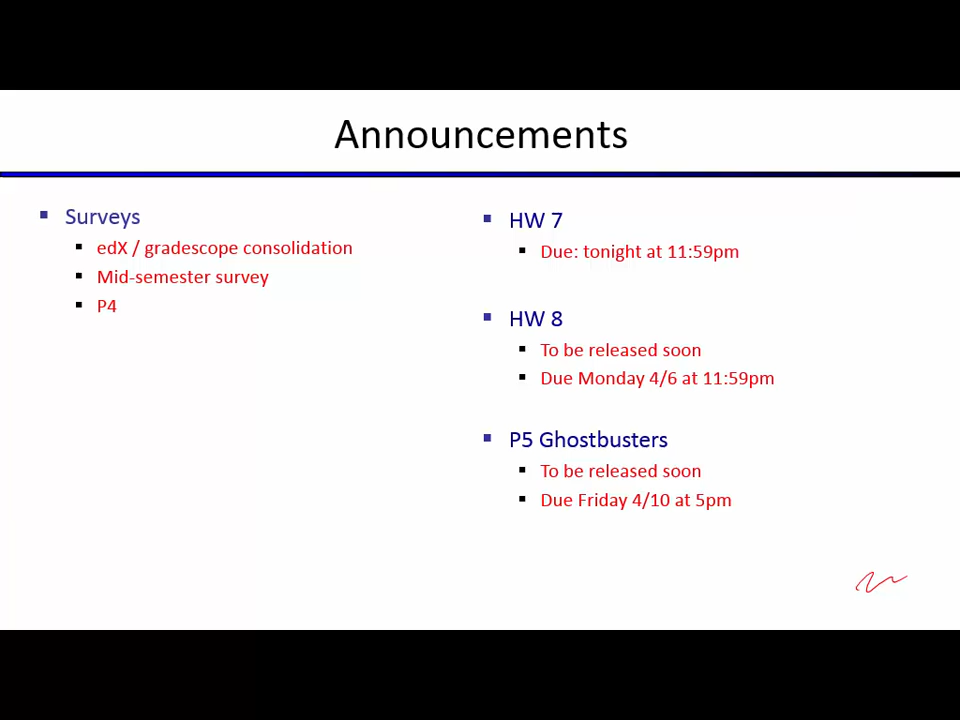 Announcements
Surveys
edX / gradescope consolidation
Mid-semester survey
P4
HW 7
Due: tonight at 11:59pm
HW 8
To be released soon
Due Monday 4/6 at 11:59pm
P5 Ghostbusters
To be released soon
Due Friday 4/10 at 5pm